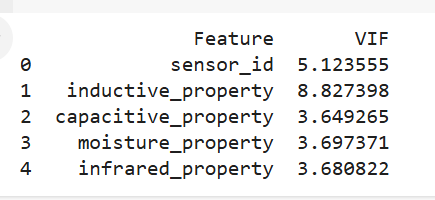 Feature VIF
0 sensor_id 5.123555
1 inductive_property 8.827398
2 capacitive_property 3.649265
3 moisture_property 3.697371
4 infrared_property 3.680822